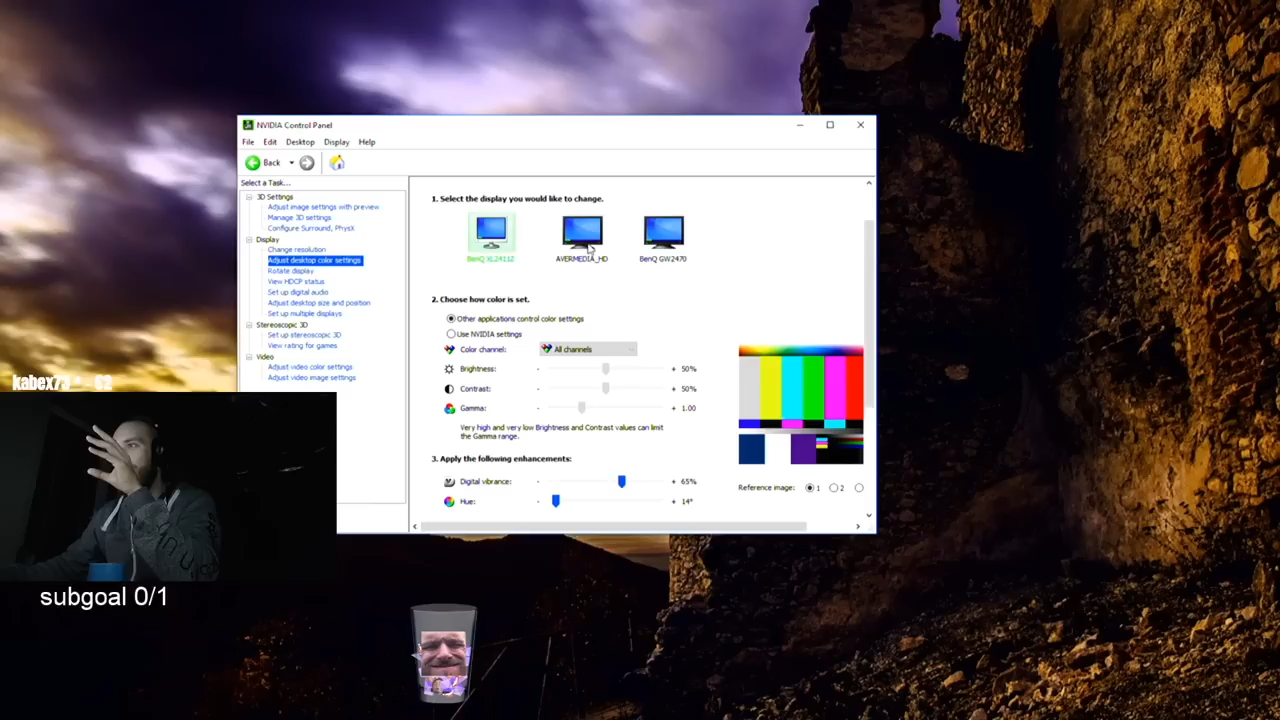 NVIDIA Control Panel
File Edit Desktop Display Help
Back
Select a Task...
3D Settings
Adjust image settings with preview
Manage 3D settings
Configure Surround, PhysX
Display
Change resolution
Adjust desktop color settings
Rotate display
View HDCP status
Set up digital audio
Adjust desktop size and position
Set up multiple displays
Stereoscopic 3D
Set up stereoscopic 3D
View rating for games
Video
Adjust video color settings
Adjust video image settings
1. Select the display you would like to change.
BenQ XL2411Z AVERMEDIA_HD BenQ GW2470
2. Choose how color is set.
Other applications control color settings
Use NVIDIA settings
Color channel: All channels
Brightness: - + 50%
Contrast: - + 50%
Gamma: - + 1.00
Very high and very low Brightness and Contrast values can limit
the Gamma range.
3. Apply the following enhancements:
Digital vibrance: - + 65%
Hue: - + 14°
Reference image: 1 2
subgoal 0/1